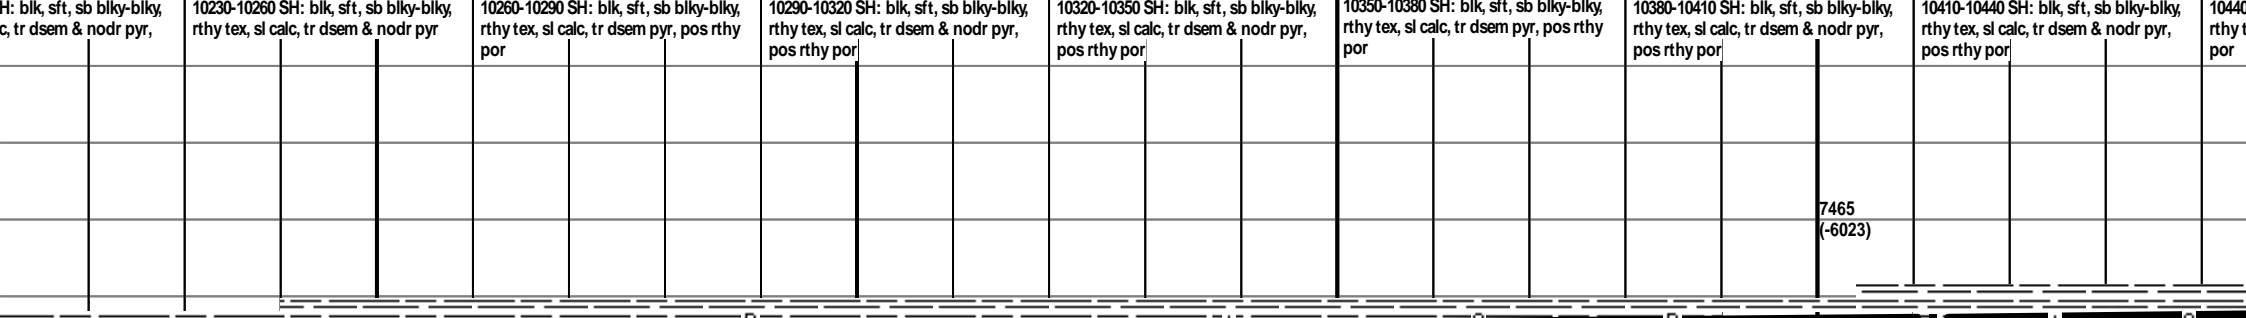 H: blk, sft, sb blky-blky,
c, tr dsem & nodr pyr,
10230-10260 SH: blk, sft, sb blky-blky,
rthy tex, sl calc, tr dsem & nodr pyr
10260-10290 SH: blk, sft, sb blky-blky,
rthy tex, sl calc, tr dsem pyr, pos rthy
por
10290-10320 SH: blk, sft, sb blky-blky,
rthy tex, sl calc, tr dsem & nodr pyr,
pos rthy por
10320-10350 SH: blk, sft, sb blky-blky,
rthy tex, sl calc, tr dsem & nodr pyr,
pos rthy por
10350-10380 SH: blk, sft, sb blky-blky,
rthy tex, sl calc, tr dsem pyr, pos rthy
por
10380-10410 SH: blk, sft, sb blky-blky,
rthy tex, sl calc, tr dsem & nodr pyr,
pos rthy por
10410-10440 SH: blk, sft, sb blky-blky,
rthy tex, sl calc, tr dsem & nodr pyr,
pos rthy por
10440
rthy t
por
7465
(-6023)